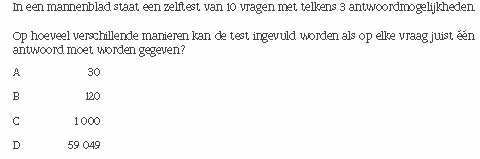 In een mannenblad staat een zelftest van 10 vragen met telkens 3 antwoordmogelijkheden.
Op hoeveel verschillende manieren kan de test ingevuld worden als op elke vraag juist één
antwoord moet worden gegeven?
A 30
B 120
C 1 000
D 59 049